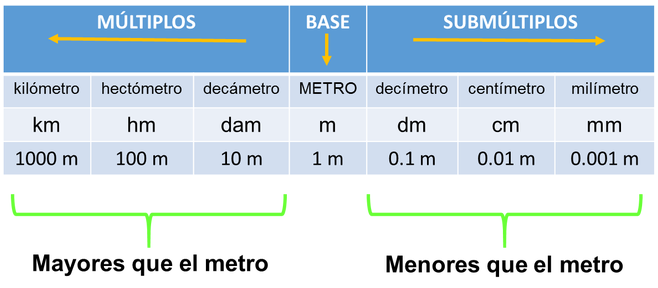 MÚLTIPLOS BASE SUBMÚLTIPLOS
kilómetro hectómetro decámetro METRO decímetro centímetro milímetro
km hm dam m dm cm mm
1000 m 100 m 10 m 1 m 0.1 m 0.01 m 0.001 m
Mayores que el metro Menores que el metro